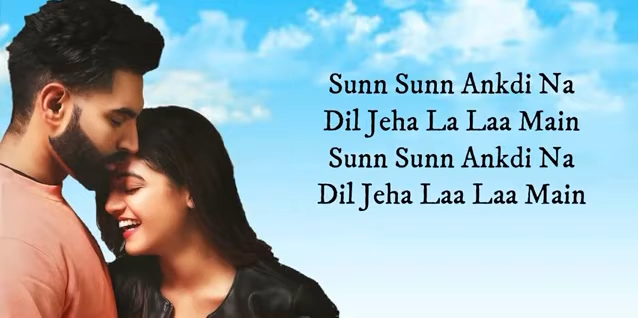 Sunn Sunn Ankdi Na
Dil Jeha La Laa Main
Sunn Sunn Ankdi Na
Dil Jeha Laa Laa Main